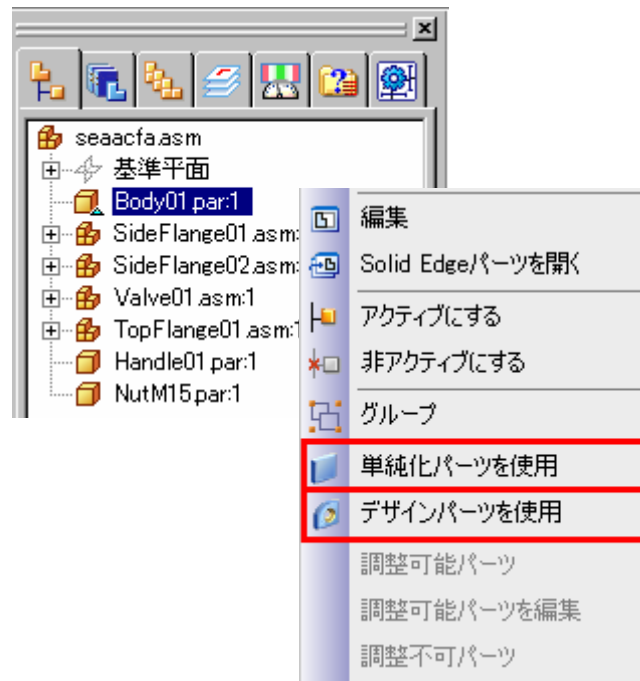 seaacfa.asm
基準平面
Body01.par:1
SideFlange01.asm:
SideFlange02.asm:
Valve01.asm:1
TopFlange01.asm:1
Handle01.par:1
NutM15.par:1
編集
Solid Edgeパーツを開く
アクティブにする
非アクティブにする
グループ
単純化パーツを使用
デザインパーツを使用
調整可能パーツ
調整可能パーツを編集
調整不可パーツ